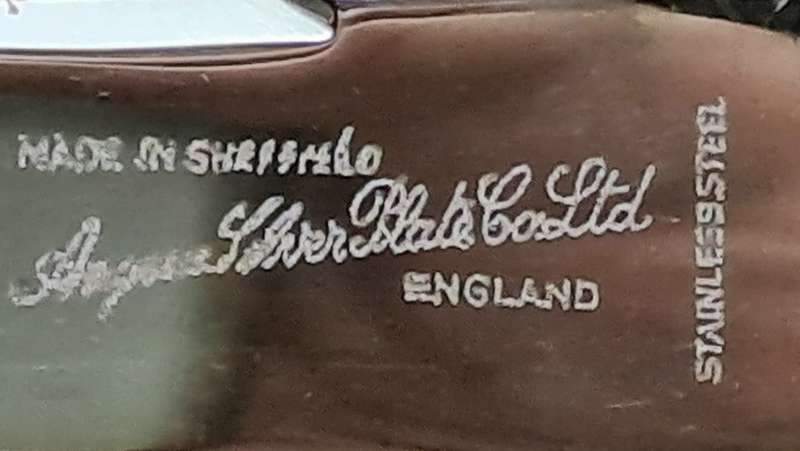 MADE IN SHEFFIELD
Silver Plate Co. Ltd
ENGLAND
STAINLESS STEEL